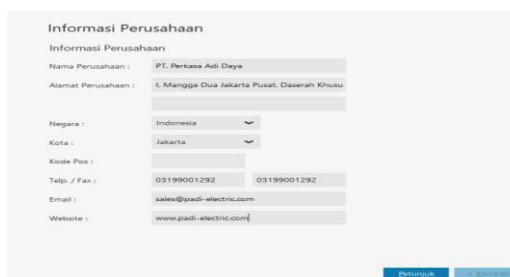 Informasi Perusahaan
Informasi Perusahaan
Nama Perusahaan : PT. Perkasa Adi Daya
Alamat Perusahaan : l. Mangga Dua Jakarta Pusat. Daserah Khusu
Negara : Indonesia
Kota : Jakarta
Kode Pos :
Telp. / Fax : 03199001292 03199001292
Email : sales@padi-electric.com
Website : www.padi-electric.com
Petunjuk